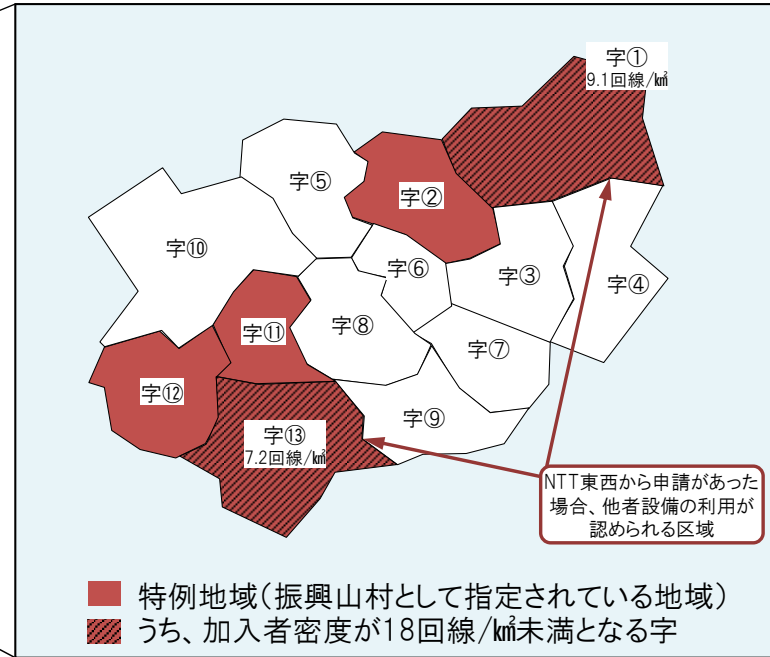 字①
9.1回線/㎢
字⑤
字②
字⑩
字⑥
字③
字④
字⑪
字⑧
字⑦
字⑫
字⑨
字⑬
7.2回線/㎢
NTT東西から申請があった
場合、他者設備の利用が
認められる区域
特例地域（振興山村として指定されている地域）
うち、加入者密度が18回線/㎢未満となる字